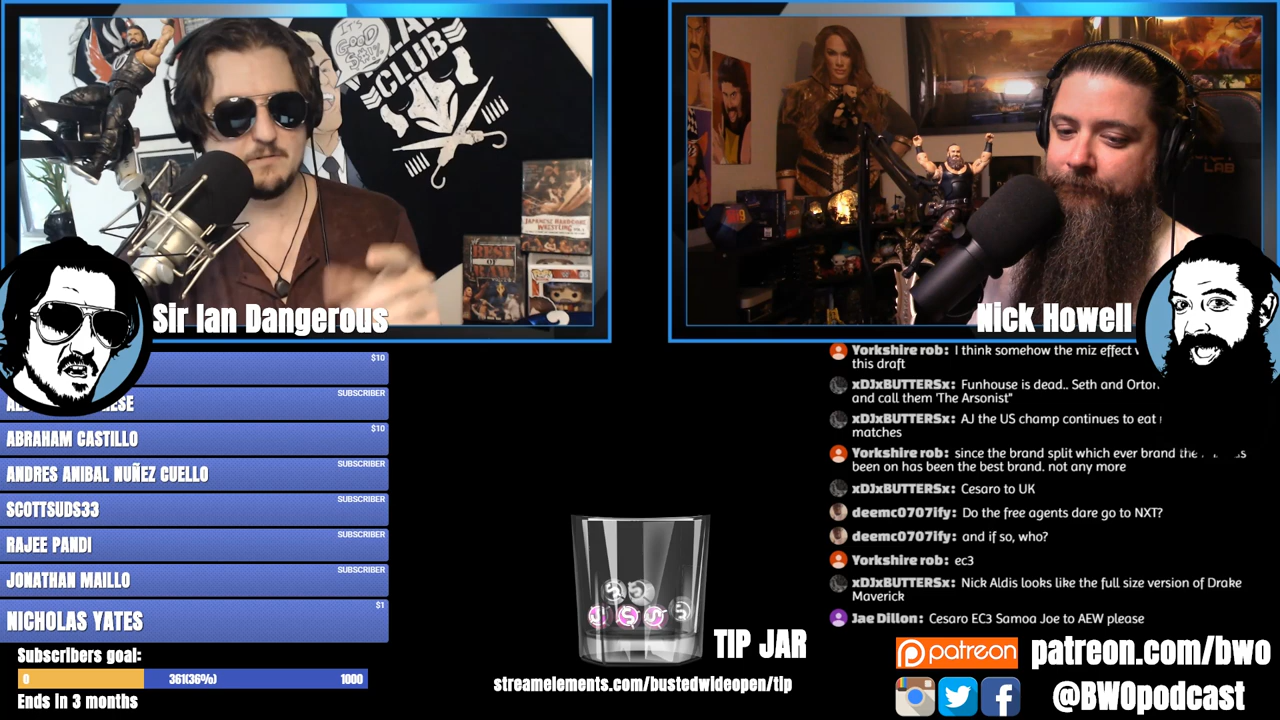 IT'S
GOOD
CLUB
JAPANESE HARDCORE
WRESTLING
BEST
OF
RAW
LAB
Sir Ian Dangerous
Nick Howell
$10
SUBSCRIBER
ABRAHAM CASTILLO
$10
ANDRES ANIBAL NUÑEZ CUELLO
SUBSCRIBER
SCOTTSUDS33
SUBSCRIBER
RAJEE PANDI
SUBSCRIBER
JONATHAN MAILLO
SUBSCRIBER
NICHOLAS YATES
$1
Subscribers goal:
0 361(36%) 1000
Ends in 3 months
TIP JAR
streamelements.com/bustedwideopen/tip
Yorkshire rob: I think somehow the miz effect
this draft
xDJxBUTTERSx: Funhouse is dead.. Seth and Orton
and call them 'The Arsonist"
xDJxBUTTERSx: AJ the US champ continues to eat
matches
Yorkshire rob: since the brand split which ever brand the
been on has been the best brand. not any more
xDJxBUTTERSx: Cesaro to UK
deemc0707ify: Do the free agents dare go to NXT?
deemc0707ify: and if so, who?
Yorkshire rob: ec3
xDJxBUTTERSx: Nick Aldis looks like the full size version of Drake
Maverick
Jae Dillon: Cesaro EC3 Samoa Joe to AEW please
patreon patreon.com/bwo
@BWOpodcast